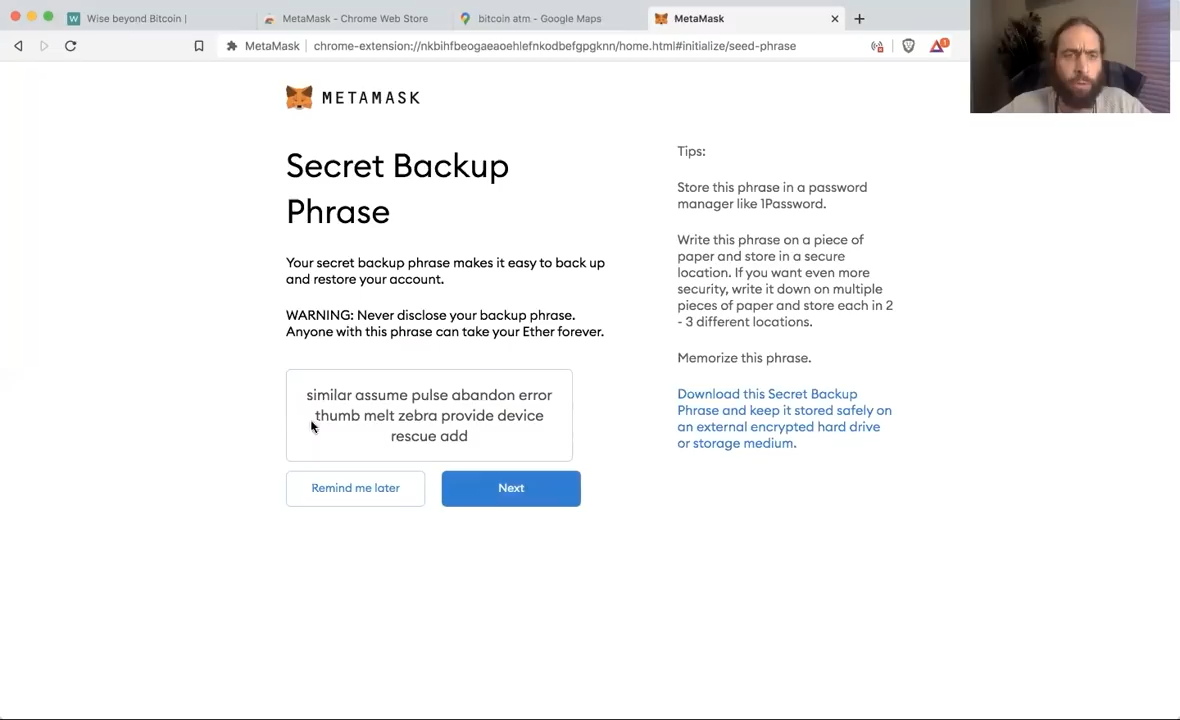 Wise beyond Bitcoin |
MetaMask - Chrome Web Store
bitcoin atm - Google Maps
MetaMask
MetaMask
chrome-extension://nkbihfbeogaeaoehlefnkodbefgpgknn/home.html#initialize/seed-phrase
1
METAMASK
Secret Backup
Phrase
Your secret backup phrase makes it easy to back up
and restore your account.
WARNING: Never disclose your backup phrase.
Anyone with this phrase can take your Ether forever.
similar assume pulse abandon error
thumb melt zebra provide device
rescue add
Remind me later
Next
Tips:
Store this phrase in a password
manager like 1Password.
Write this phrase on a piece of
paper and store in a secure
location. If you want even more
security, write it down on multiple
pieces of paper and store each in 2
- 3 different locations.
Memorize this phrase.
Download this Secret Backup
Phrase and keep it stored safely on
an external encrypted hard drive
or storage medium.